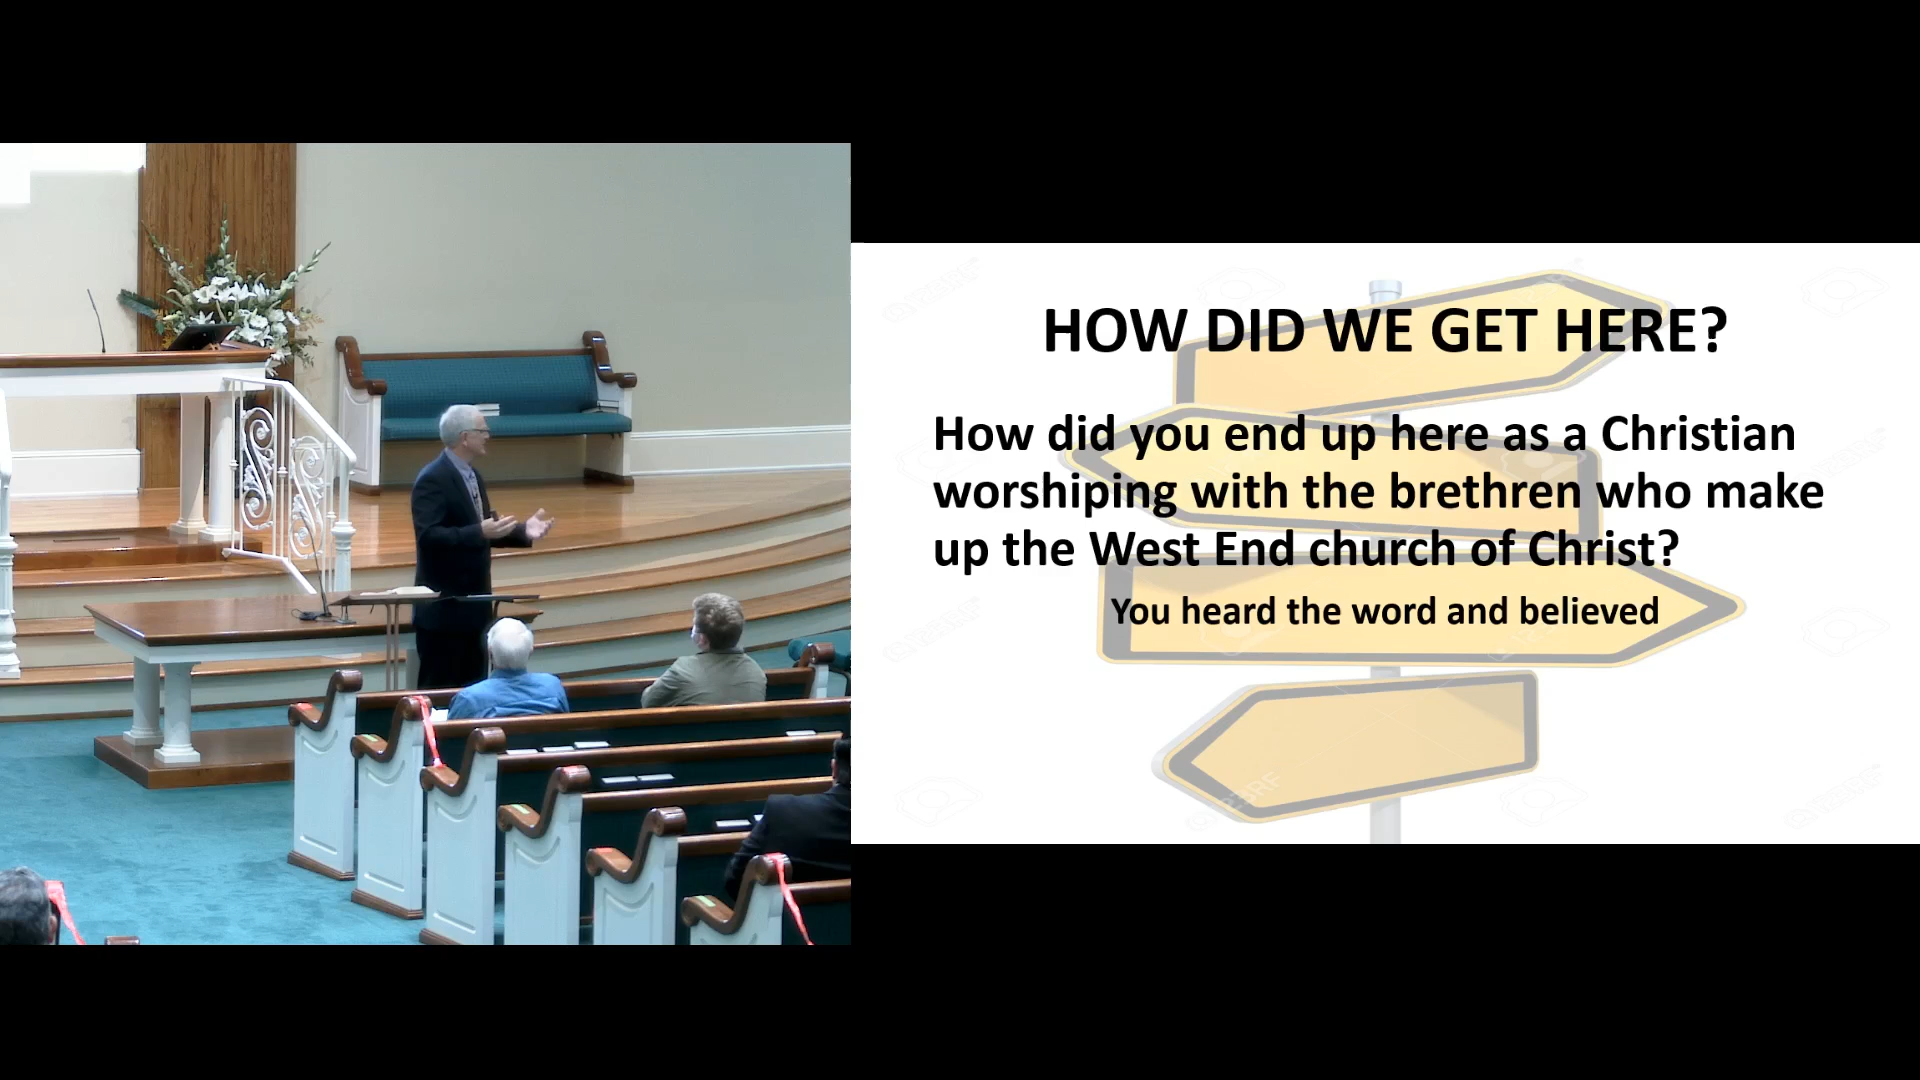 HOW DID WE GET HERE?
How did you end up here as a Christian
worshiping with the brethren who make
up the West End church of Christ?
You heard the word and believed